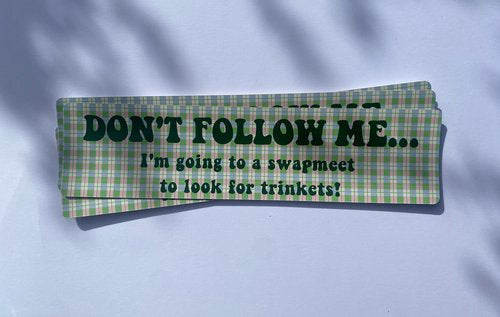 DON'T FOLLOW ME...
I'm going to a swapmeet
to look for trinkets!